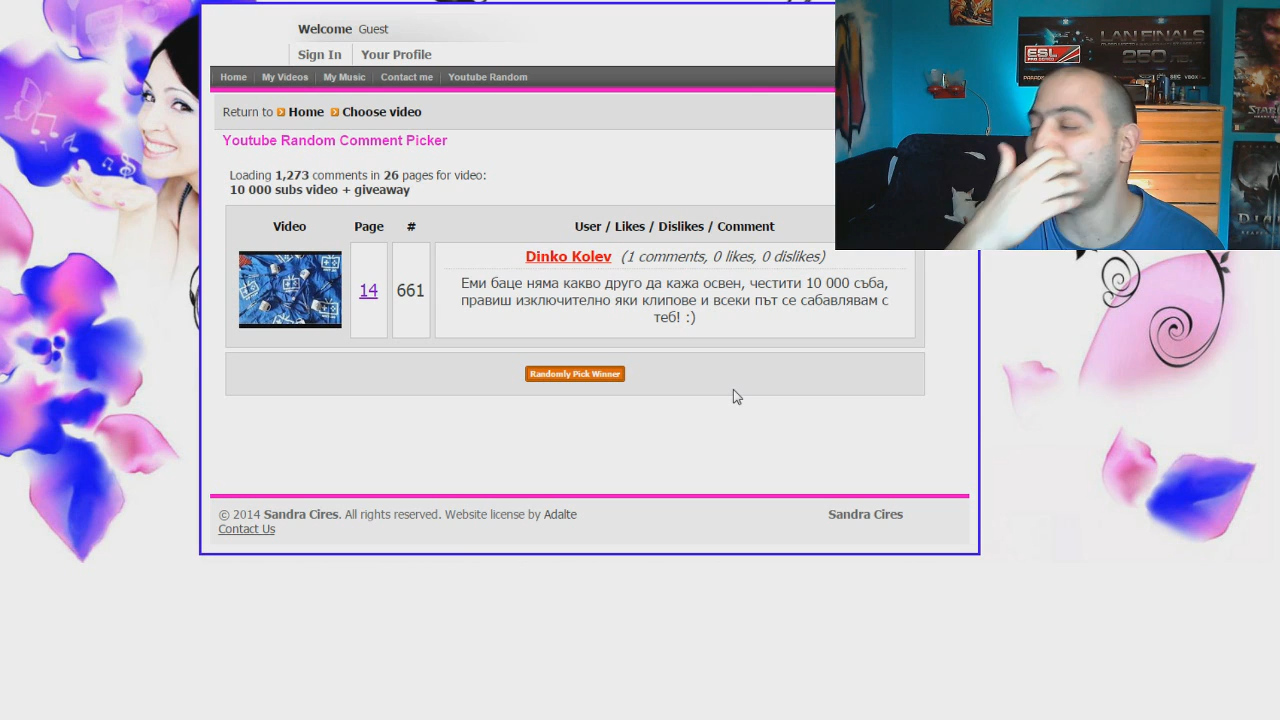 Welcome Guest
Sign In Your Profile
Home My Videos My Music Contact me Youtube Random
Return to Home Choose video
Youtube Random Comment Picker
Loading 1,273 comments in 26 pages for video:
10 000 subs video + giveaway
Video Page # User / Likes / Dislikes / Comment
14 661
Dinko Kolev (1 comments, 0 likes, 0 dislikes)
Еми баце няма какво друго да кажа освен, честити 10 000 съба,
правиш изключително яки клипове и всеки път се сабавлявам с
теб! :)
Randomly Pick Winner
© 2014 Sandra Cires. All rights reserved. Website license by Adalte
Contact Us
Sandra Cires
LAN FINALS
ESL